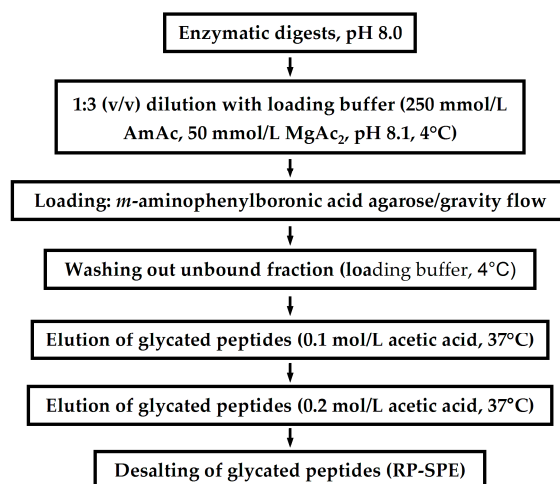 Enzymatic digests, pH 8.0
1:3 (v/v) dilution with loading buffer (250 mmol/L
AmAc, 50 mmol/L MgAc₂, pH 8.1, 4°C)
Loading: m-aminophenylboronic acid agarose/gravity flow
Washing out unbound fraction (loading buffer, 4°C)
Elution of glycated peptides (0.1 mol/L acetic acid, 37°C)
Elution of glycated peptides (0.2 mol/L acetic acid, 37°C)
Desalting of glycated peptides (RP-SPE)